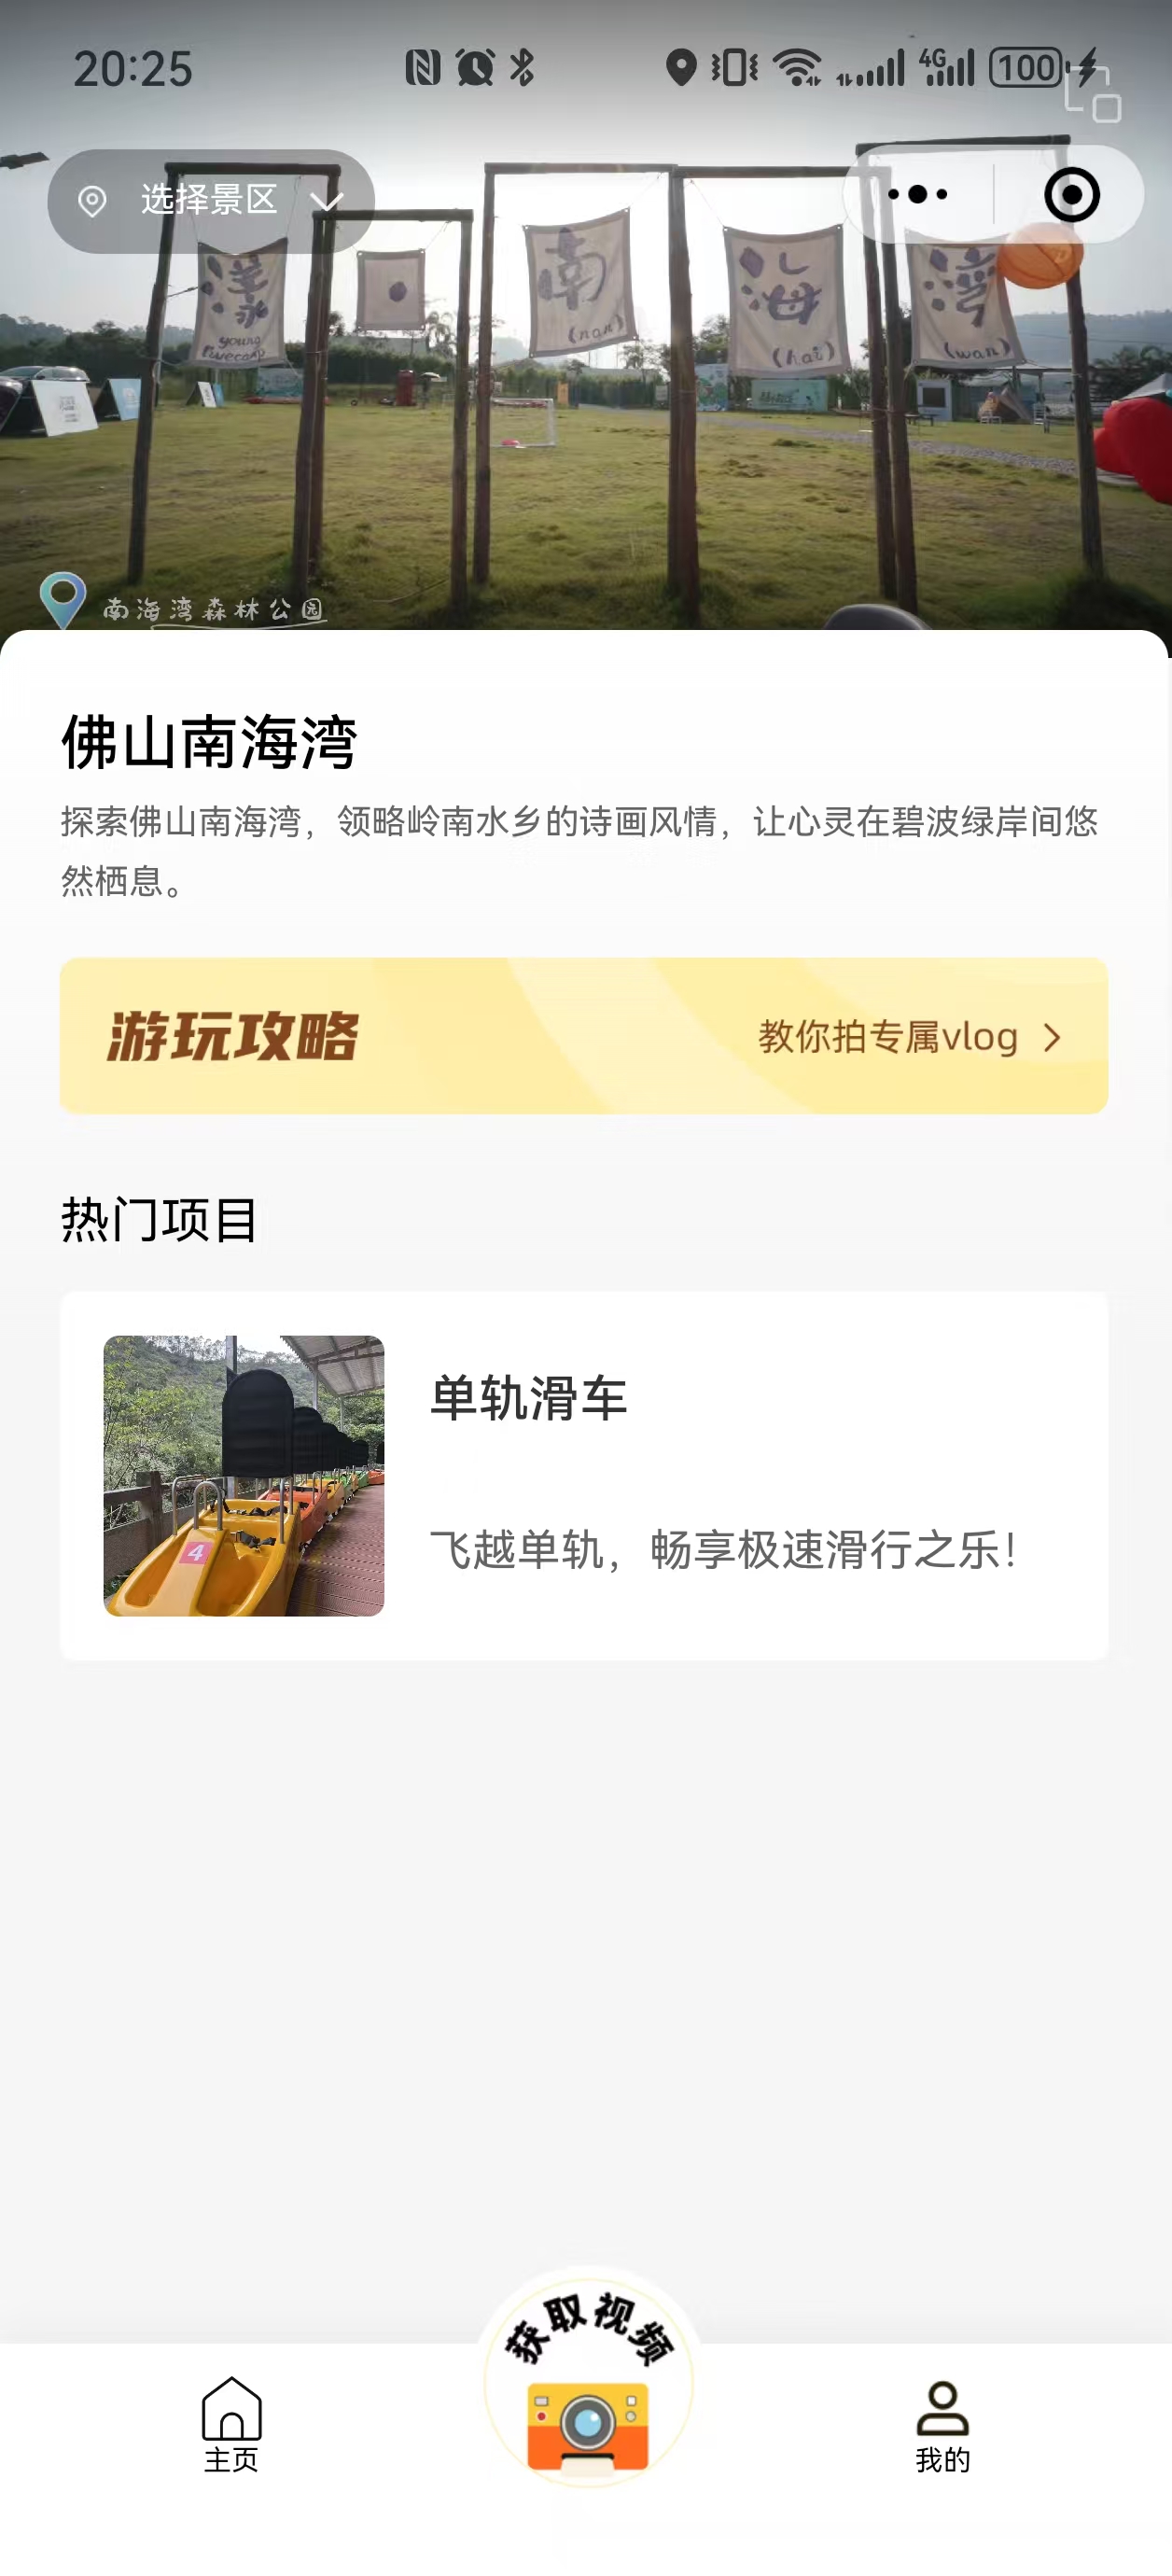 20:25
4G
100
选择景区
洋
泳
young
南
(nan)
海
(hai)
湾
(wan)
南海湾森林公园
佛山南海湾
探索佛山南海湾，领略岭南水乡的诗画风情，让心灵在碧波绿岸间悠
然栖息。
游玩攻略
教你拍专属vlog
热门项目
4
单轨滑车
飞越单轨，畅享极速滑行之乐！
获取视频
主页
我的